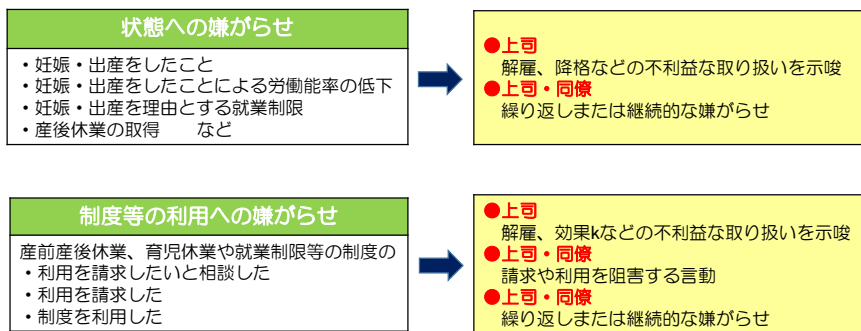 状態への嫌がらせ
・妊娠・出産をしたこと
・妊娠・出産をしたことによる労働能率の低下
・妊娠・出産を理由とする就業制限
・産後休業の取得　　など
●上司
解雇、降格などの不利益な取り扱いを示唆
●上司・同僚
繰り返しまたは継続的な嫌がらせ
制度等の利用への嫌がらせ
産前産後休業、育児休業や就業制限等の制度の
・利用を請求したいと相談した
・利用を請求した
・制度を利用した
●上司
解雇、効果kなどの不利益な取り扱いを示唆
●上司・同僚
請求や利用を阻害する言動
●上司・同僚
繰り返しまたは継続的な嫌がらせ